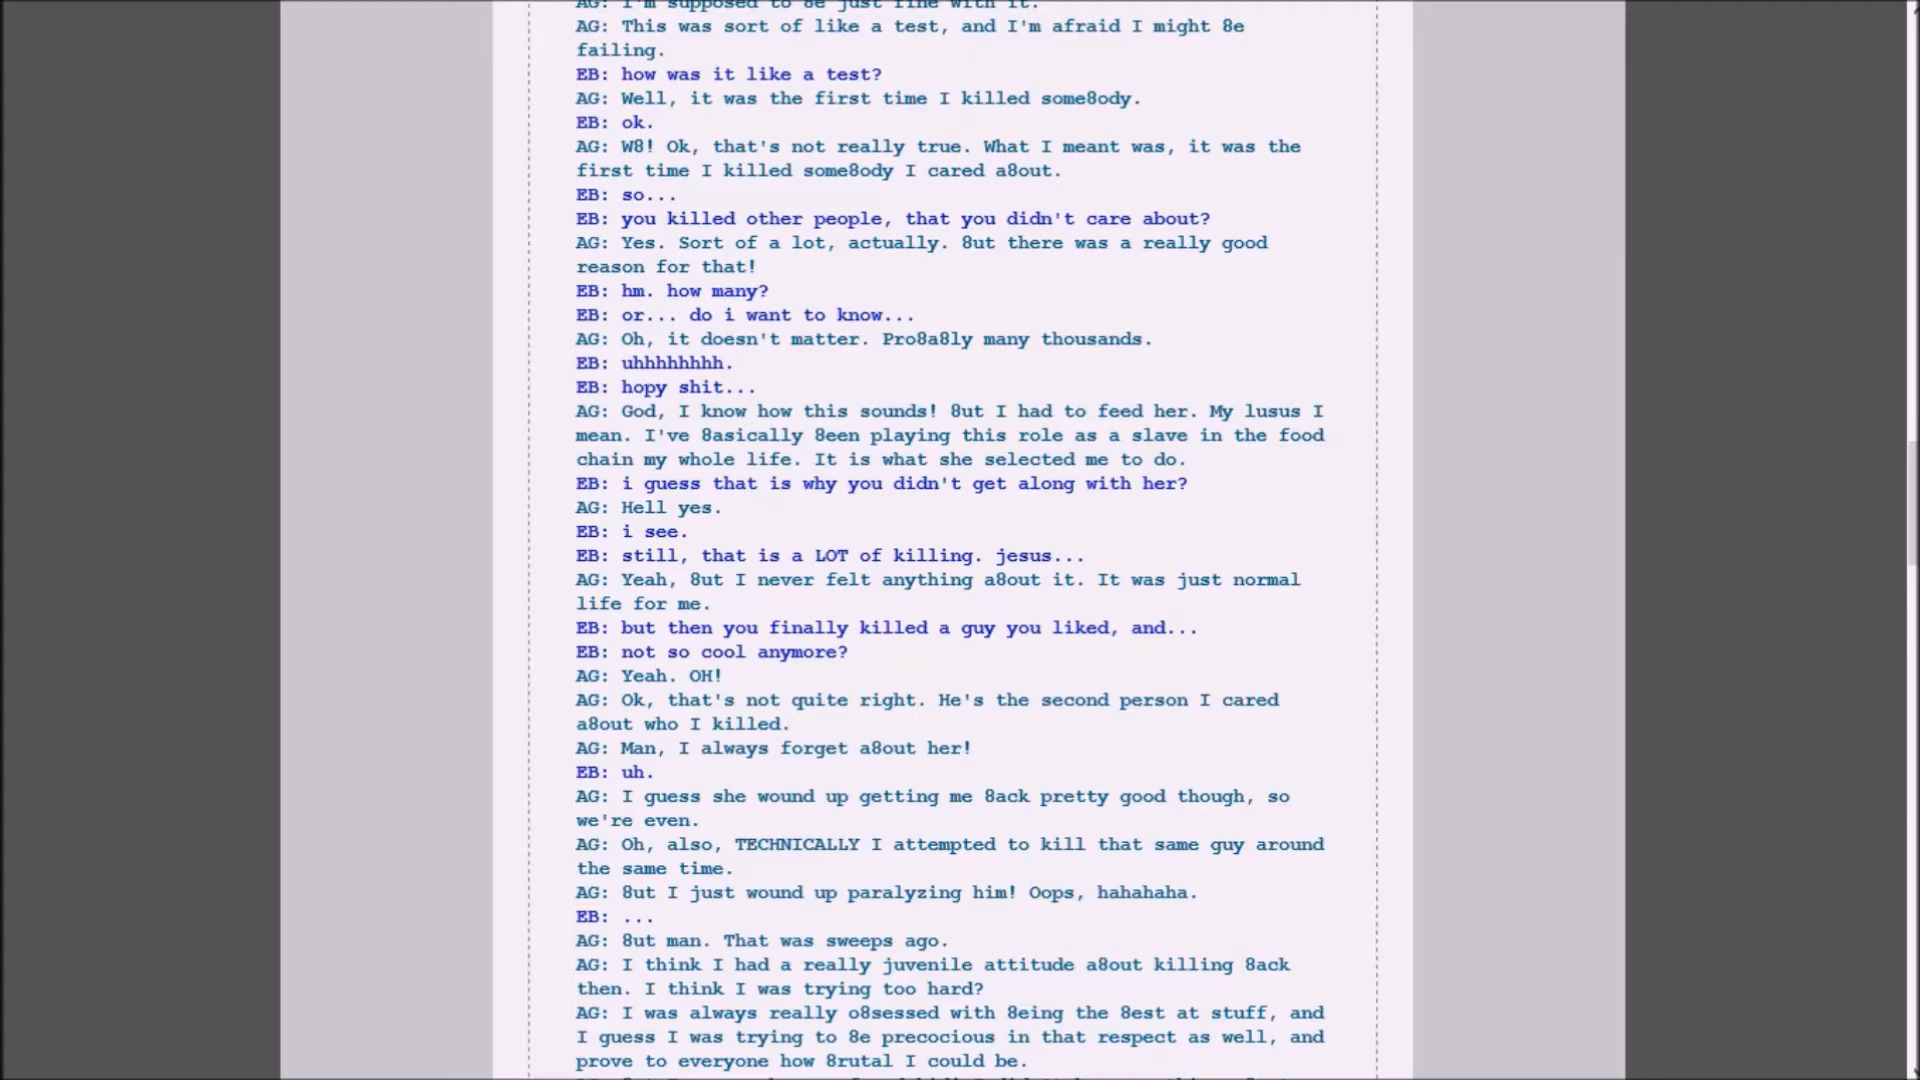 AG: I'm supposed to 8e just fine with it.
AG: This was sort of like a test, and I'm afraid I might 8e
failing.
EB: how was it like a test?
AG: Well, it was the first time I killed some8ody.
EB: ok.
AG: W8! Ok, that's not really true. What I meant was, it was the
first time I killed some8ody I cared a8out.
EB: so...
EB: you killed other people, that you didn't care about?
AG: Yes. Sort of a lot, actually. 8ut there was a really good
reason for that!
EB: hm. how many?
EB: or... do i want to know...
AG: Oh, it doesn't matter. Pro8a8ly many thousands.
EB: uhhhhhhhh.
EB: hopy shit...
AG: God, I know how this sounds! 8ut I had to feed her. My lusus I
mean. I've 8asically 8een playing this role as a slave in the food
chain my whole life. It is what she selected me to do.
EB: i guess that is why you didn't get along with her?
AG: Hell yes.
EB: i see.
EB: still, that is a LOT of killing. jesus...
AG: Yeah, 8ut I never felt anything a8out it. It was just normal
life for me.
EB: but then you finally killed a guy you liked, and...
EB: not so cool anymore?
AG: Yeah. OH!
AG: Ok, that's not quite right. He's the second person I cared
a8out who I killed.
AG: Man, I always forget a8out her!
EB: uh.
AG: I guess she wound up getting me 8ack pretty good though, so
we're even.
AG: Oh, also, TECHNICALLY I attempted to kill that same guy around
the same time.
AG: 8ut I just wound up paralyzing him! Oops, hahahaha.
EB: ...
AG: 8ut man. That was sweeps ago.
AG: I think I had a really juvenile attitude a8out killing 8ack
then. I think I was trying too hard?
AG: I was always really o8sessed with 8eing the 8est at stuff, and
I guess I was trying to 8e precocious in that respect as well, and
prove to everyone how 8rutal I could be.